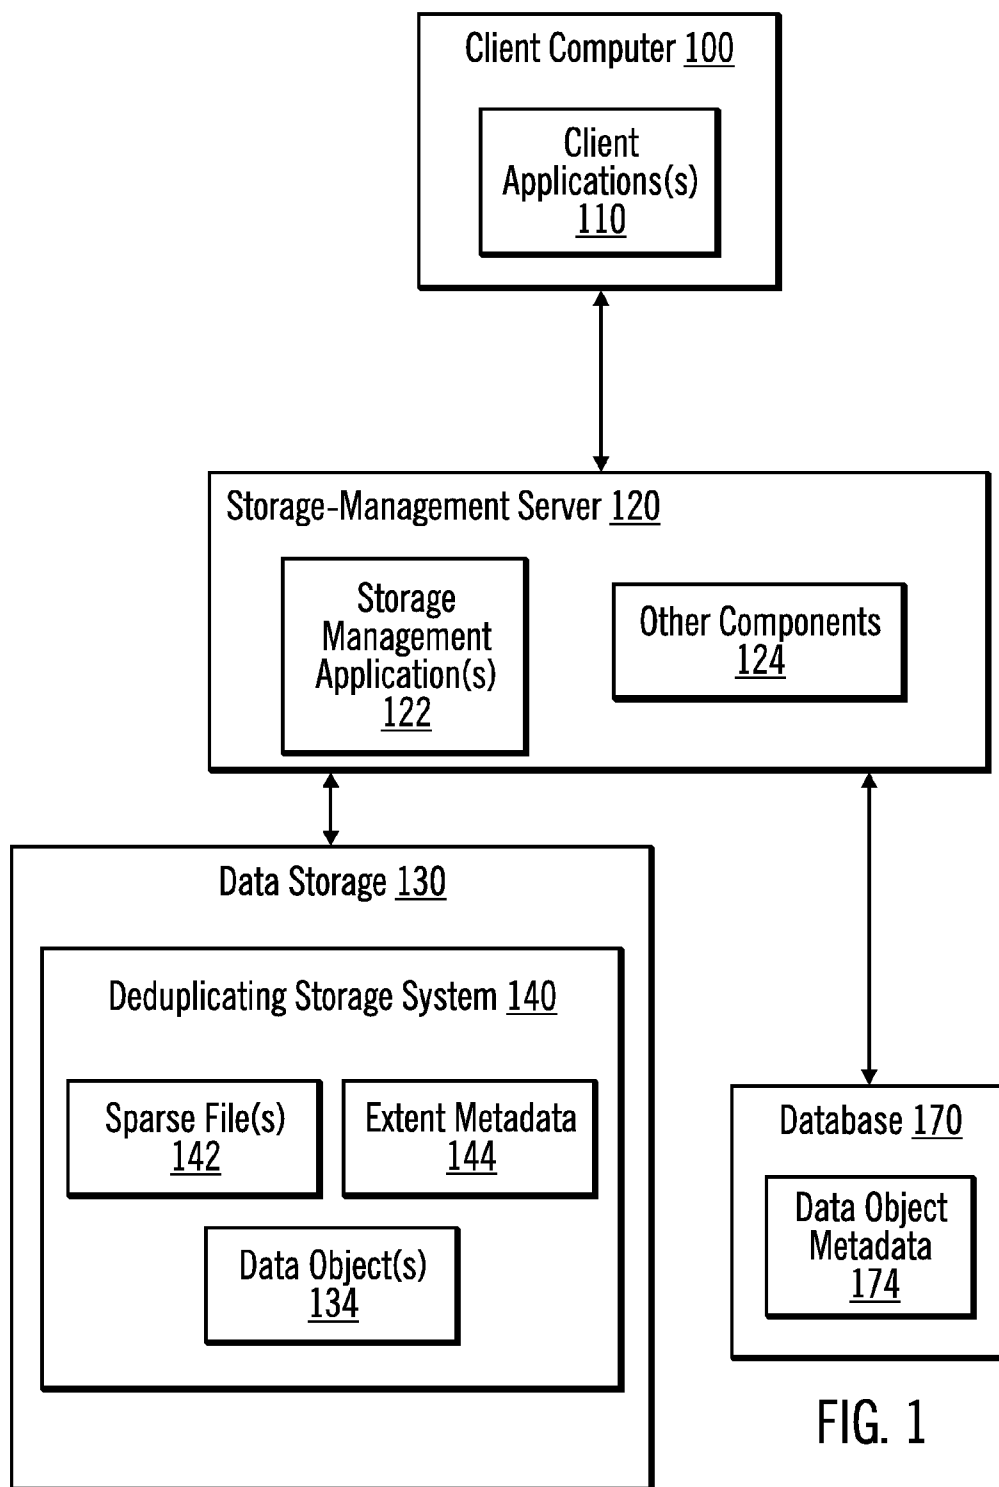 Client Computer 100
Client
Applications(s)
110
Storage-Management Server 120
Storage
Management
Application(s)
122
Other Components
124
Data Storage 130
Deduplicating Storage System 140
Sparse File(s)
142
Extent Metadata
144
Data Object(s)
134
Database 170
Data Object
Metadata
174
FIG. 1